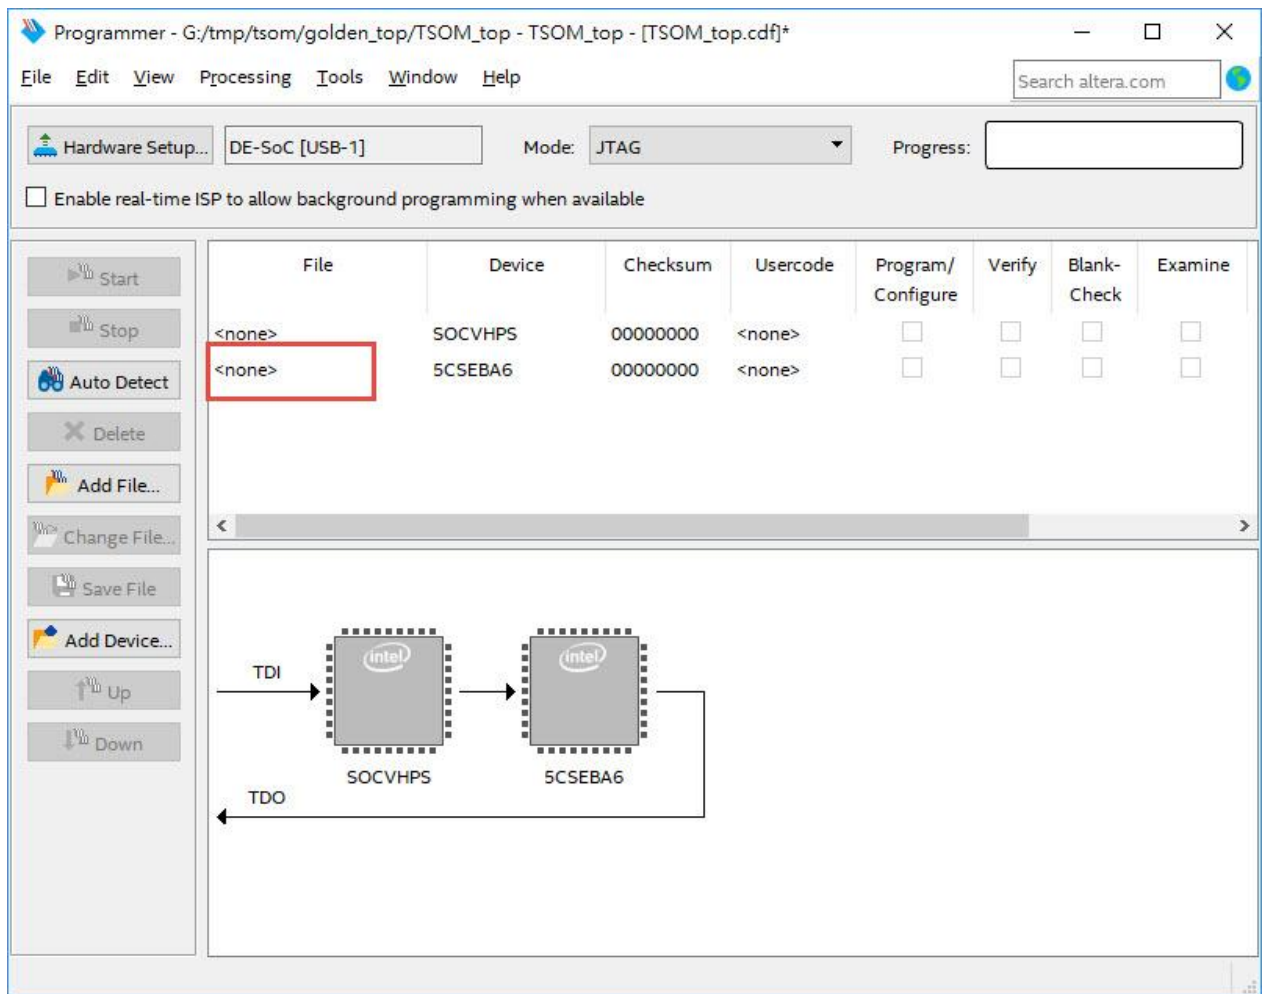 Programmer - G:/tmp/tsom/golden_top/TSOM_top - TSOM_top - [TSOM_top.cdf]*
File Edit View Processing Tools Window Help Search altera.com
Hardware Setup... DE-SoC [USB-1] Mode: JTAG Progress:
Enable real-time ISP to allow background programming when available
File Device Checksum Usercode Program/ Configure Verify Blank- Check Examine
<none> SOCVHPS 00000000 <none>
<none> 5CSEBA6 00000000 <none>
Start
Stop
Auto Detect
Delete
Add File...
Change File...
Save File
Add Device...
Up
Down
TDI
intel
intel
SOCVHPS
5CSEBA6
TDO